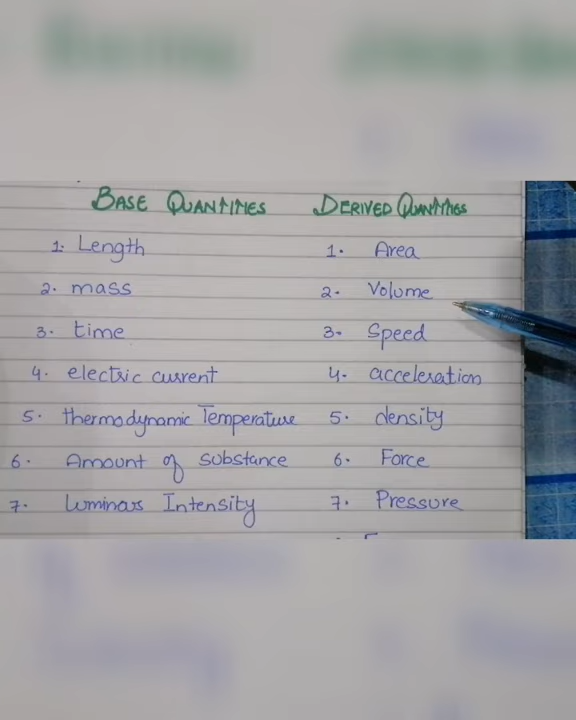 BASE QUANTITIES
1. Length
2. mass
3. time
4. electric current
5. thermodynamic Temperature
6. Amount of substance
7. Luminous Intensity
DERIVED QUANTITIES
1. Area
2. Volume
3. Speed
4. acceleration
5. density
6. Force
7. Pressure